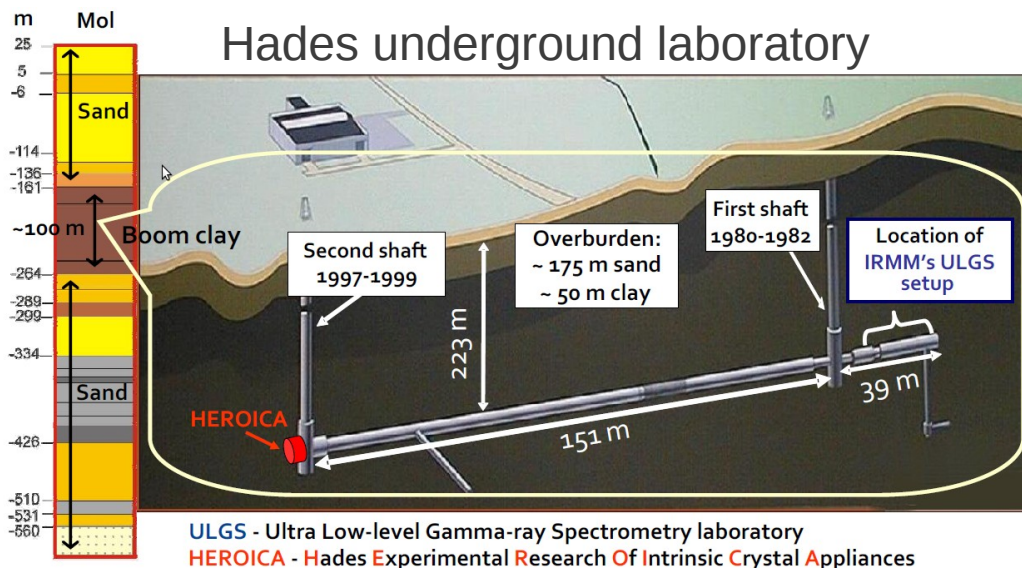 Hades underground laboratory
m
Mol
25
5
-6
-114
-136
-161
-264
-289
-299
-334
-426
-510
-531
-560
Sand
~100 m
Boom clay
Sand
Second shaft
1997-1999
Overburden:
~ 175 m sand
~ 50 m clay
First shaft
1980-1982
Location of
IRMM's ULGS
setup
223 m
39 m
151 m
HEROICA
ULGS - Ultra Low-level Gamma-ray Spectrometry laboratory
HEROICA - Hades Experimental Research Of Intrinsic Crystal Appliances